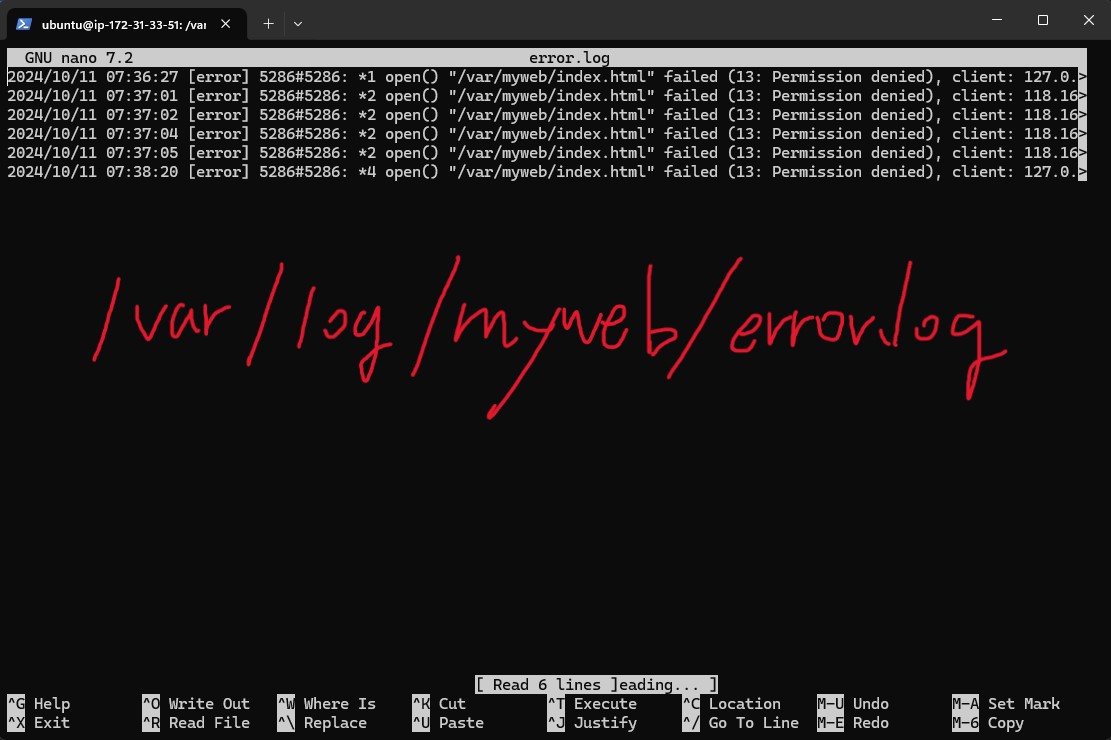 ubuntu@ip-172-31-33-51: /var
GNU nano 7.2 error.log
2024/10/11 07:36:27 [error] 5286#5286: *1 open() "/var/myweb/index.html" failed (13: Permission denied), client: 127.0.>
2024/10/11 07:37:01 [error] 5286#5286: *2 open() "/var/myweb/index.html" failed (13: Permission denied), client: 118.16>
2024/10/11 07:37:02 [error] 5286#5286: *2 open() "/var/myweb/index.html" failed (13: Permission denied), client: 118.16>
2024/10/11 07:37:04 [error] 5286#5286: *2 open() "/var/myweb/index.html" failed (13: Permission denied), client: 118.16>
2024/10/11 07:37:05 [error] 5286#5286: *2 open() "/var/myweb/index.html" failed (13: Permission denied), client: 118.16>
2024/10/11 07:38:20 [error] 5286#5286: *4 open() "/var/myweb/index.html" failed (13: Permission denied), client: 127.0.>
/var/log/myweb/error.log
[ Read 6 lines ]eading... ]
^G Help ^O Write Out ^W Where Is ^K Cut ^T Execute ^C Location M-U Undo M-A Set Mark
^X Exit ^R Read File ^\ Replace ^U Paste ^J Justify ^/ Go To Line M-E Redo M-6 Copy